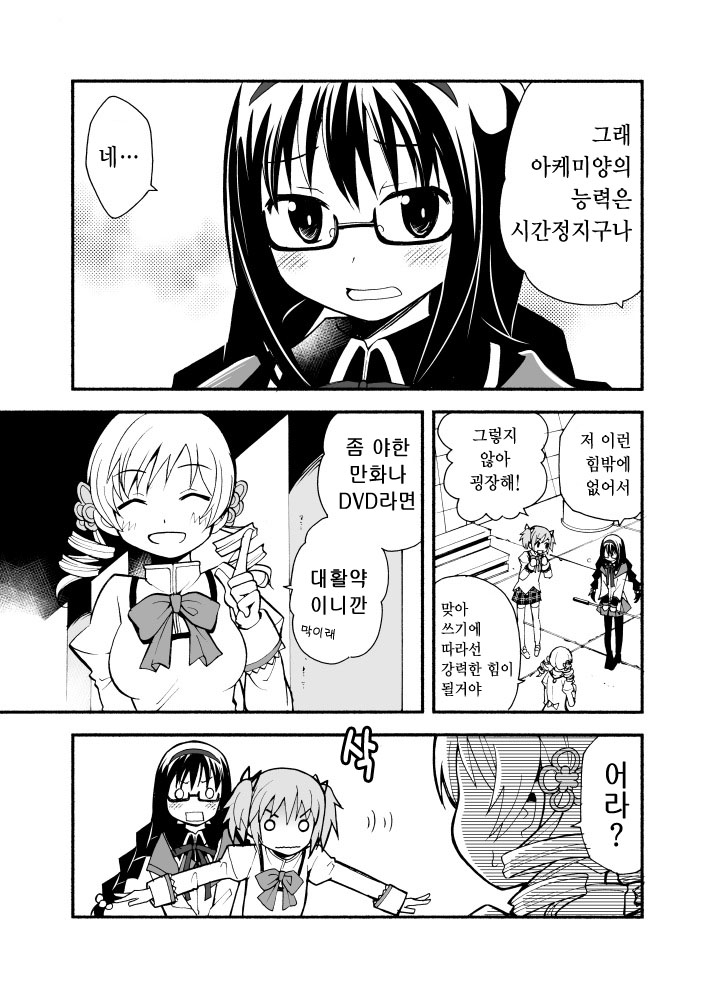 그래
아케미양의
능력은
시간정지구나
네…
저 이런
힘밖에
없어서
그렇지
않아
굉장해!
맞아
쓰기에
따라선
강력한 힘이
될거야
좀 야한
만화나
DVD라면
대활약
이니깐
막이래
어라?
샥